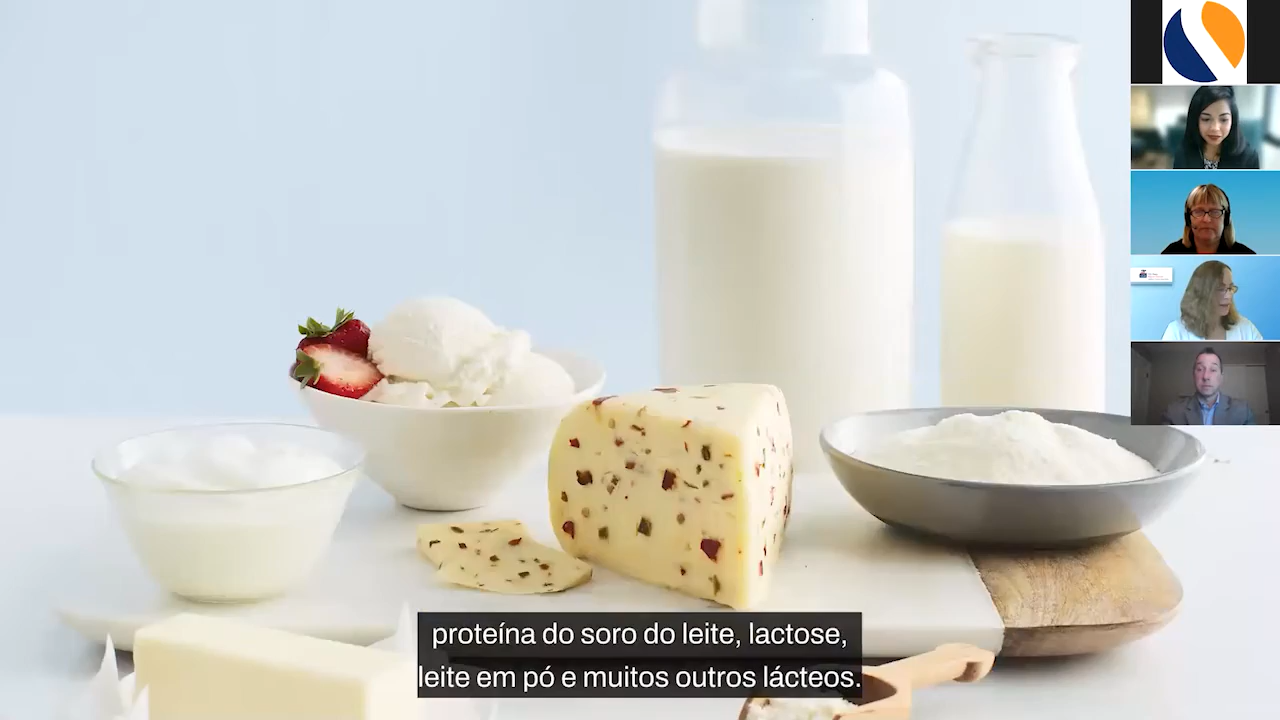 proteína do soro do leite, lactose,
leite em pó e muitos outros lácteos.